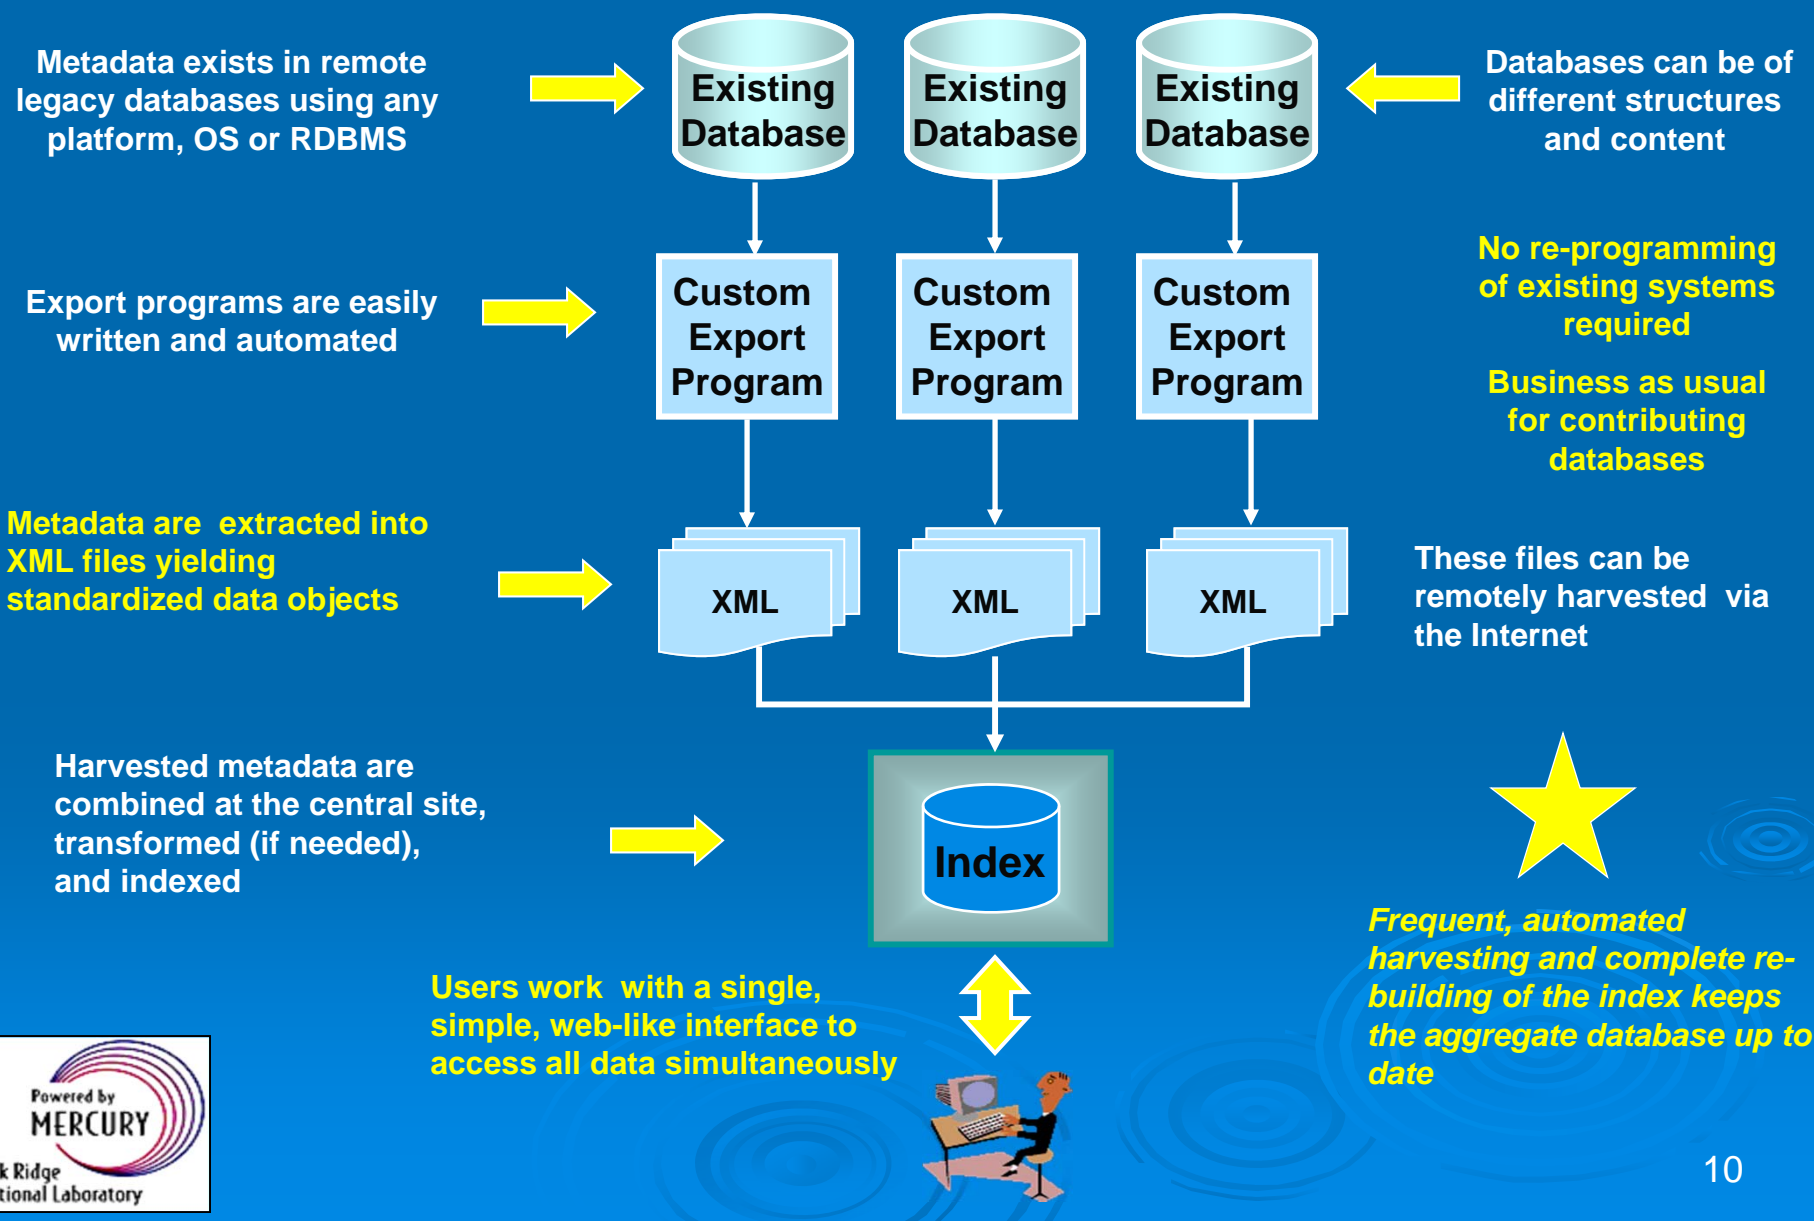 Metadata exists in remote
legacy databases using any
platform, OS or RDBMS
Existing
Database
Existing
Database
Existing
Database
Databases can be of
different structures
and content
Export programs are easily
written and automated
Custom
Export
Program
Custom
Export
Program
Custom
Export
Program
No re-programming
of existing systems
required
Business as usual
for contributing
databases
Metadata are extracted into
XML files yielding
standardized data objects
XML
XML
XML
These files can be
remotely harvested via
the Internet
Harvested metadata are
combined at the central site,
transformed (if needed),
and indexed
Index
Frequent, automated
harvesting and complete re-
building of the index keeps
the aggregate database up to
date
Users work with a single,
simple, web-like interface to
access all data simultaneously
Powered by
MERCURY
k Ridge
tional Laboratory
10